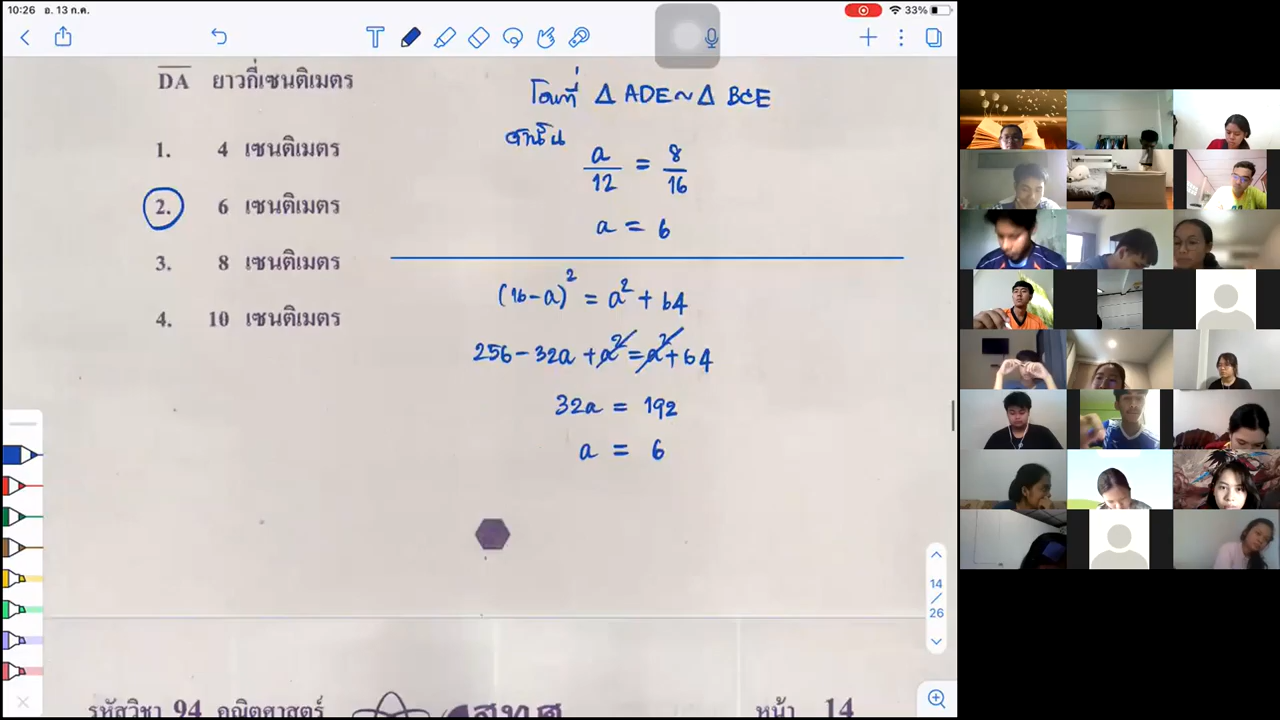 10:26 อ. 13 ก.ค.
33%
DA ยาวกี่เซนติเมตร
1. 4 เซนติเมตร
2. 6 เซนติเมตร
3. 8 เซนติเมตร
4. 10 เซนติเมตร
โดยที่ △ ADE ~ △ BCE
ดังนั้น
a/12 = 8/16
a = 6
(16-a)² = a² + 64
256 - 32a + a² = a² + 64
32a = 192
a = 6
14
/
26
รหัสวิชา 94 คณิตศาสตร์
สทศ
หน้า 14